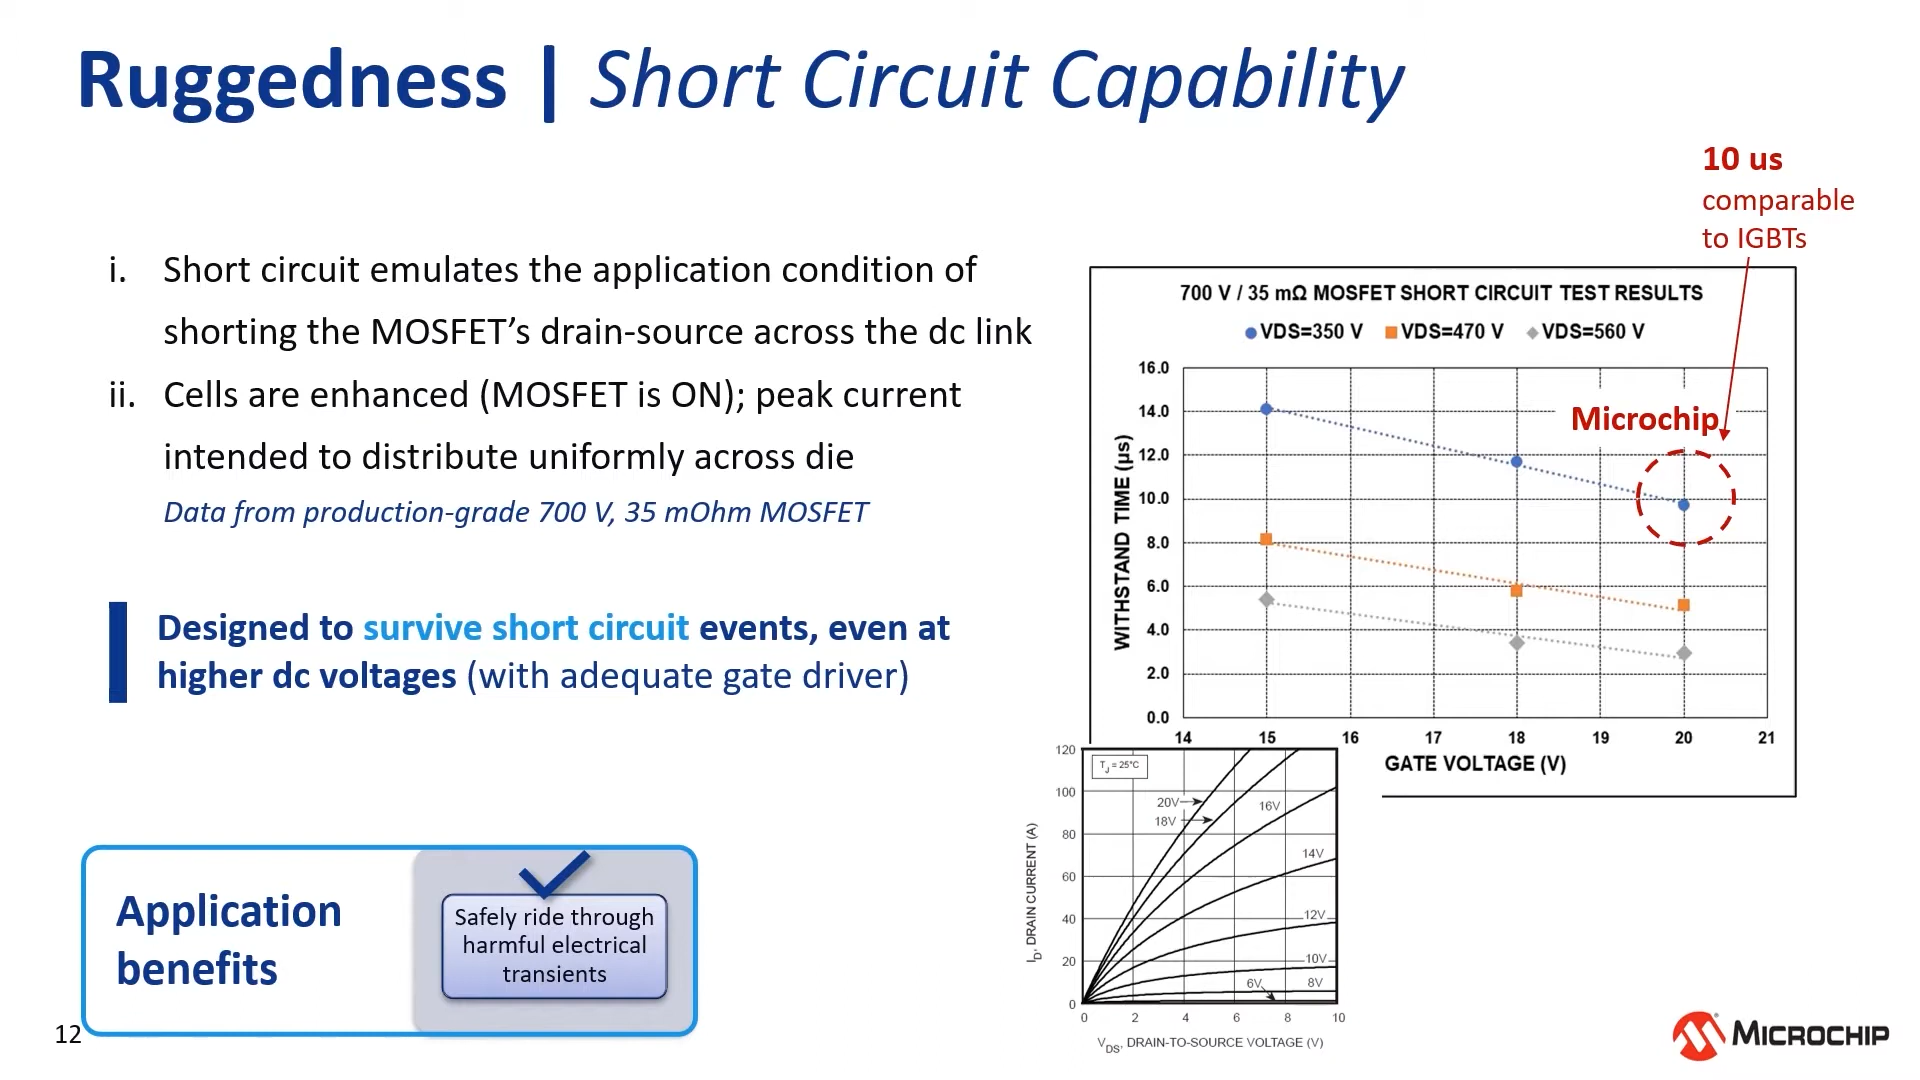 Ruggedness | Short Circuit Capability
10 us
comparable
to IGBTs
i. Short circuit emulates the application condition of
shorting the MOSFET’s drain-source across the dc link
ii. Cells are enhanced (MOSFET is ON); peak current
intended to distribute uniformly across die
Data from production-grade 700 V, 35 mOhm MOSFET
Designed to survive short circuit events, even at
higher dc voltages (with adequate gate driver)
700 V / 35 mΩ MOSFET SHORT CIRCUIT TEST RESULTS
VDS=350 V VDS=470 V VDS=560 V
Microchip
WITHSTAND TIME (µs)
16.0
14.0
12.0
10.0
8.0
6.0
4.0
2.0
0.0
14 15 16 17 18 19 20 21
GATE VOLTAGE (V)
TJ = 25°C
20V
18V
16V
14V
12V
10V
8V
6V
ID, DRAIN CURRENT (A)
120
100
80
60
40
20
0
0 2 4 6 8 10
VDS, DRAIN-TO-SOURCE VOLTAGE (V)
Application
benefits
Safely ride through
harmful electrical
transients
12
MICROCHIP